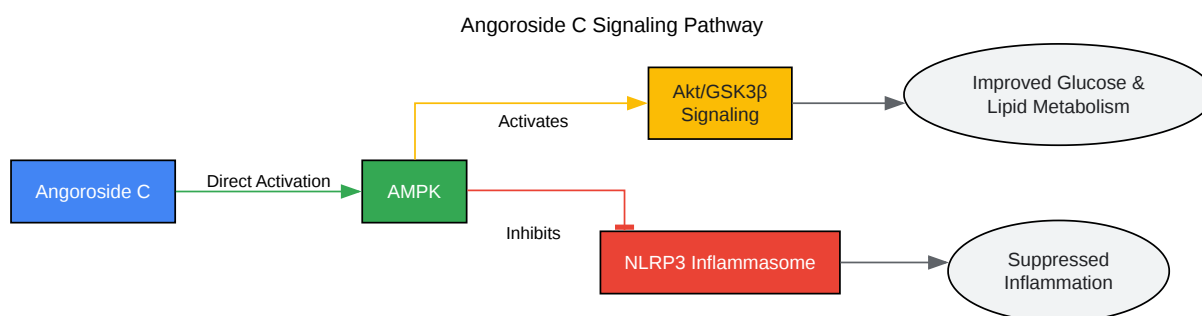 Angoroside C Signaling Pathway
Akt/GSK3β
Signaling
Improved Glucose &
Lipid Metabolism
Activates
Angoroside C
Direct Activation
AMPK
Inhibits
NLRP3 Inflammasome
Suppressed
Inflammation